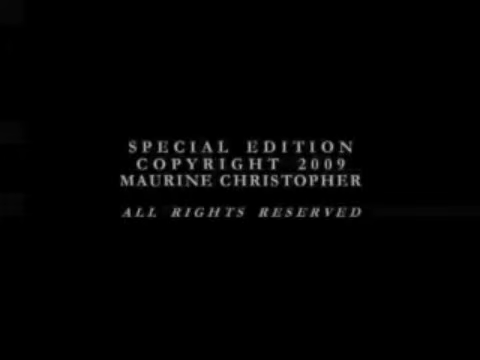 SPECIAL EDITION
COPYRIGHT 2009
MAURINE CHRISTOPHER
ALL RIGHTS RESERVED